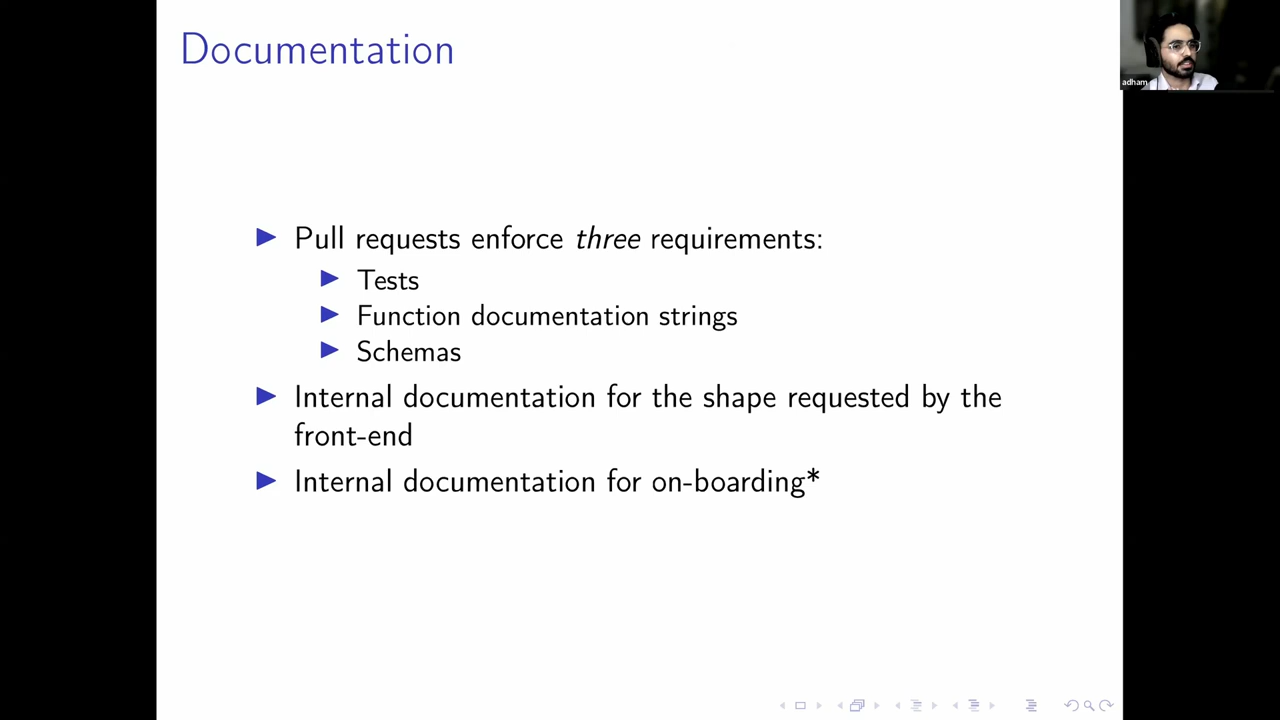 Documentation
adham
Pull requests enforce three requirements:
Tests
Function documentation strings
Schemas
Internal documentation for the shape requested by the
front-end
Internal documentation for on-boarding*